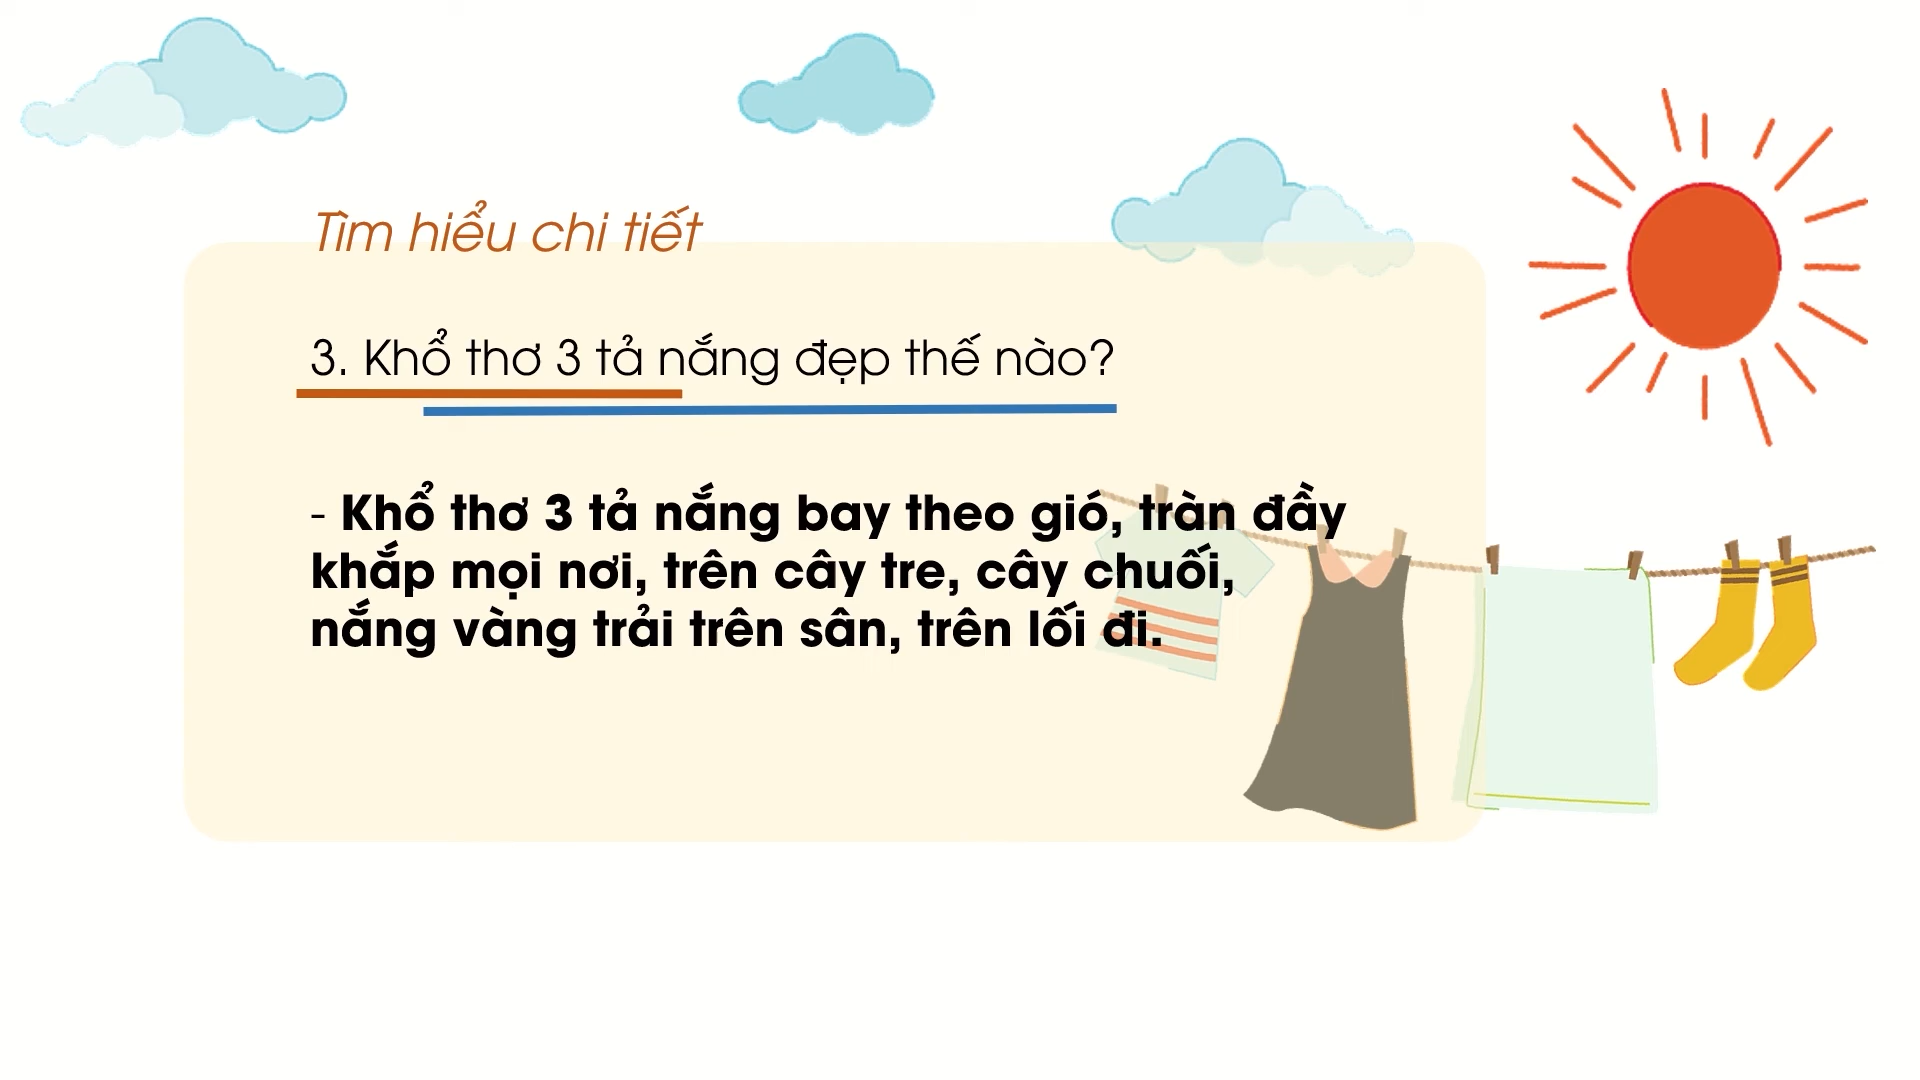 Tìm hiểu chi tiết
3. Khổ thơ 3 tả nắng đẹp thế nào?
- Khổ thơ 3 tả nắng bay theo gió, tràn đầy
khắp mọi nơi, trên cây tre, cây chuối,
nắng vàng trải trên sân, trên lối đi.